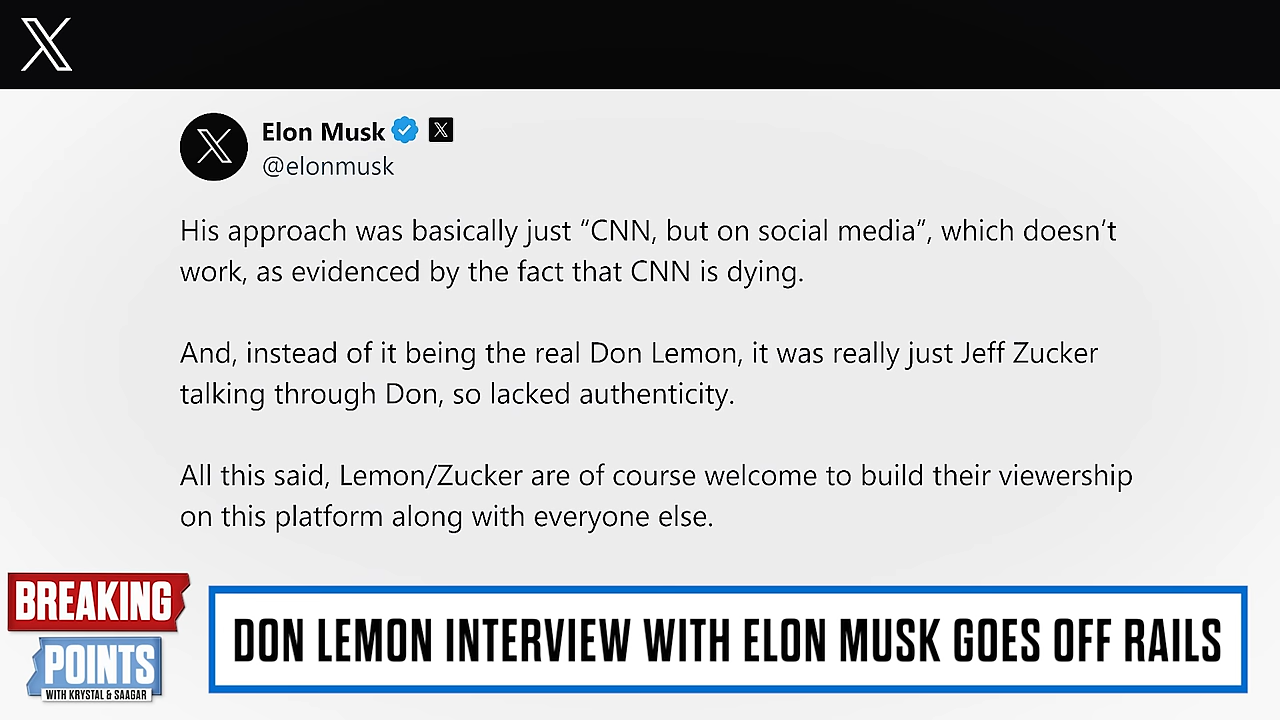 Elon Musk
@elonmusk
His approach was basically just “CNN, but on social media”, which doesn’t
work, as evidenced by the fact that CNN is dying.
And, instead of it being the real Don Lemon, it was really just Jeff Zucker
talking through Don, so lacked authenticity.
All this said, Lemon/Zucker are of course welcome to build their viewership
on this platform along with everyone else.
BREAKING
POINTS
WITH KRYSTAL & SAAGAR
DON LEMON INTERVIEW WITH ELON MUSK GOES OFF RAILS